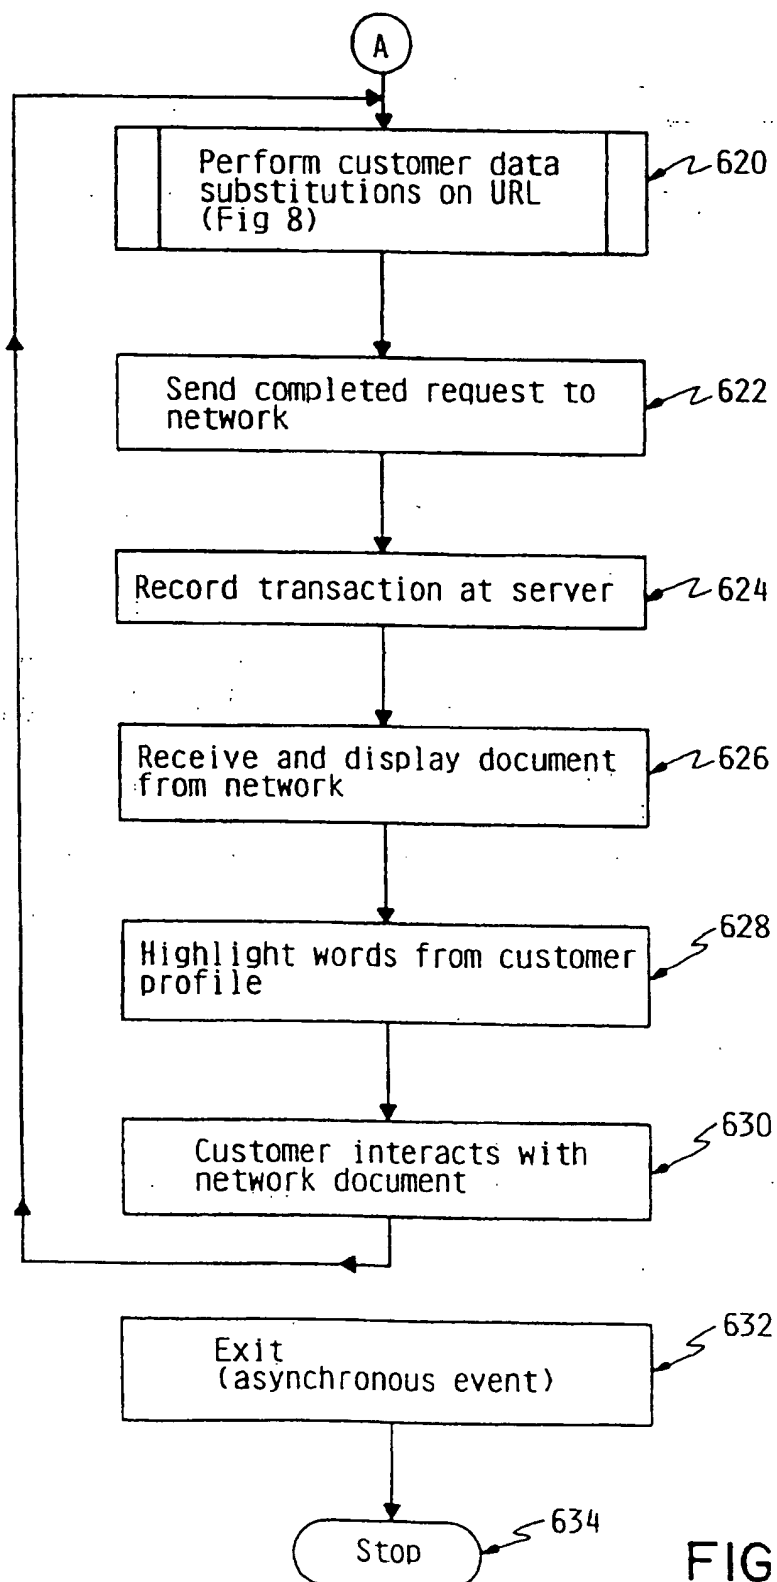 A
Perform customer data
substitutions on URL
(Fig 8)
620
Send completed request to
network
622
Record transaction at server
624
Receive and display document
from network
626
Highlight words from customer
profile
628
Customer interacts with
network document
630
Exit
(asynchronous event)
632
Stop
634
FIG